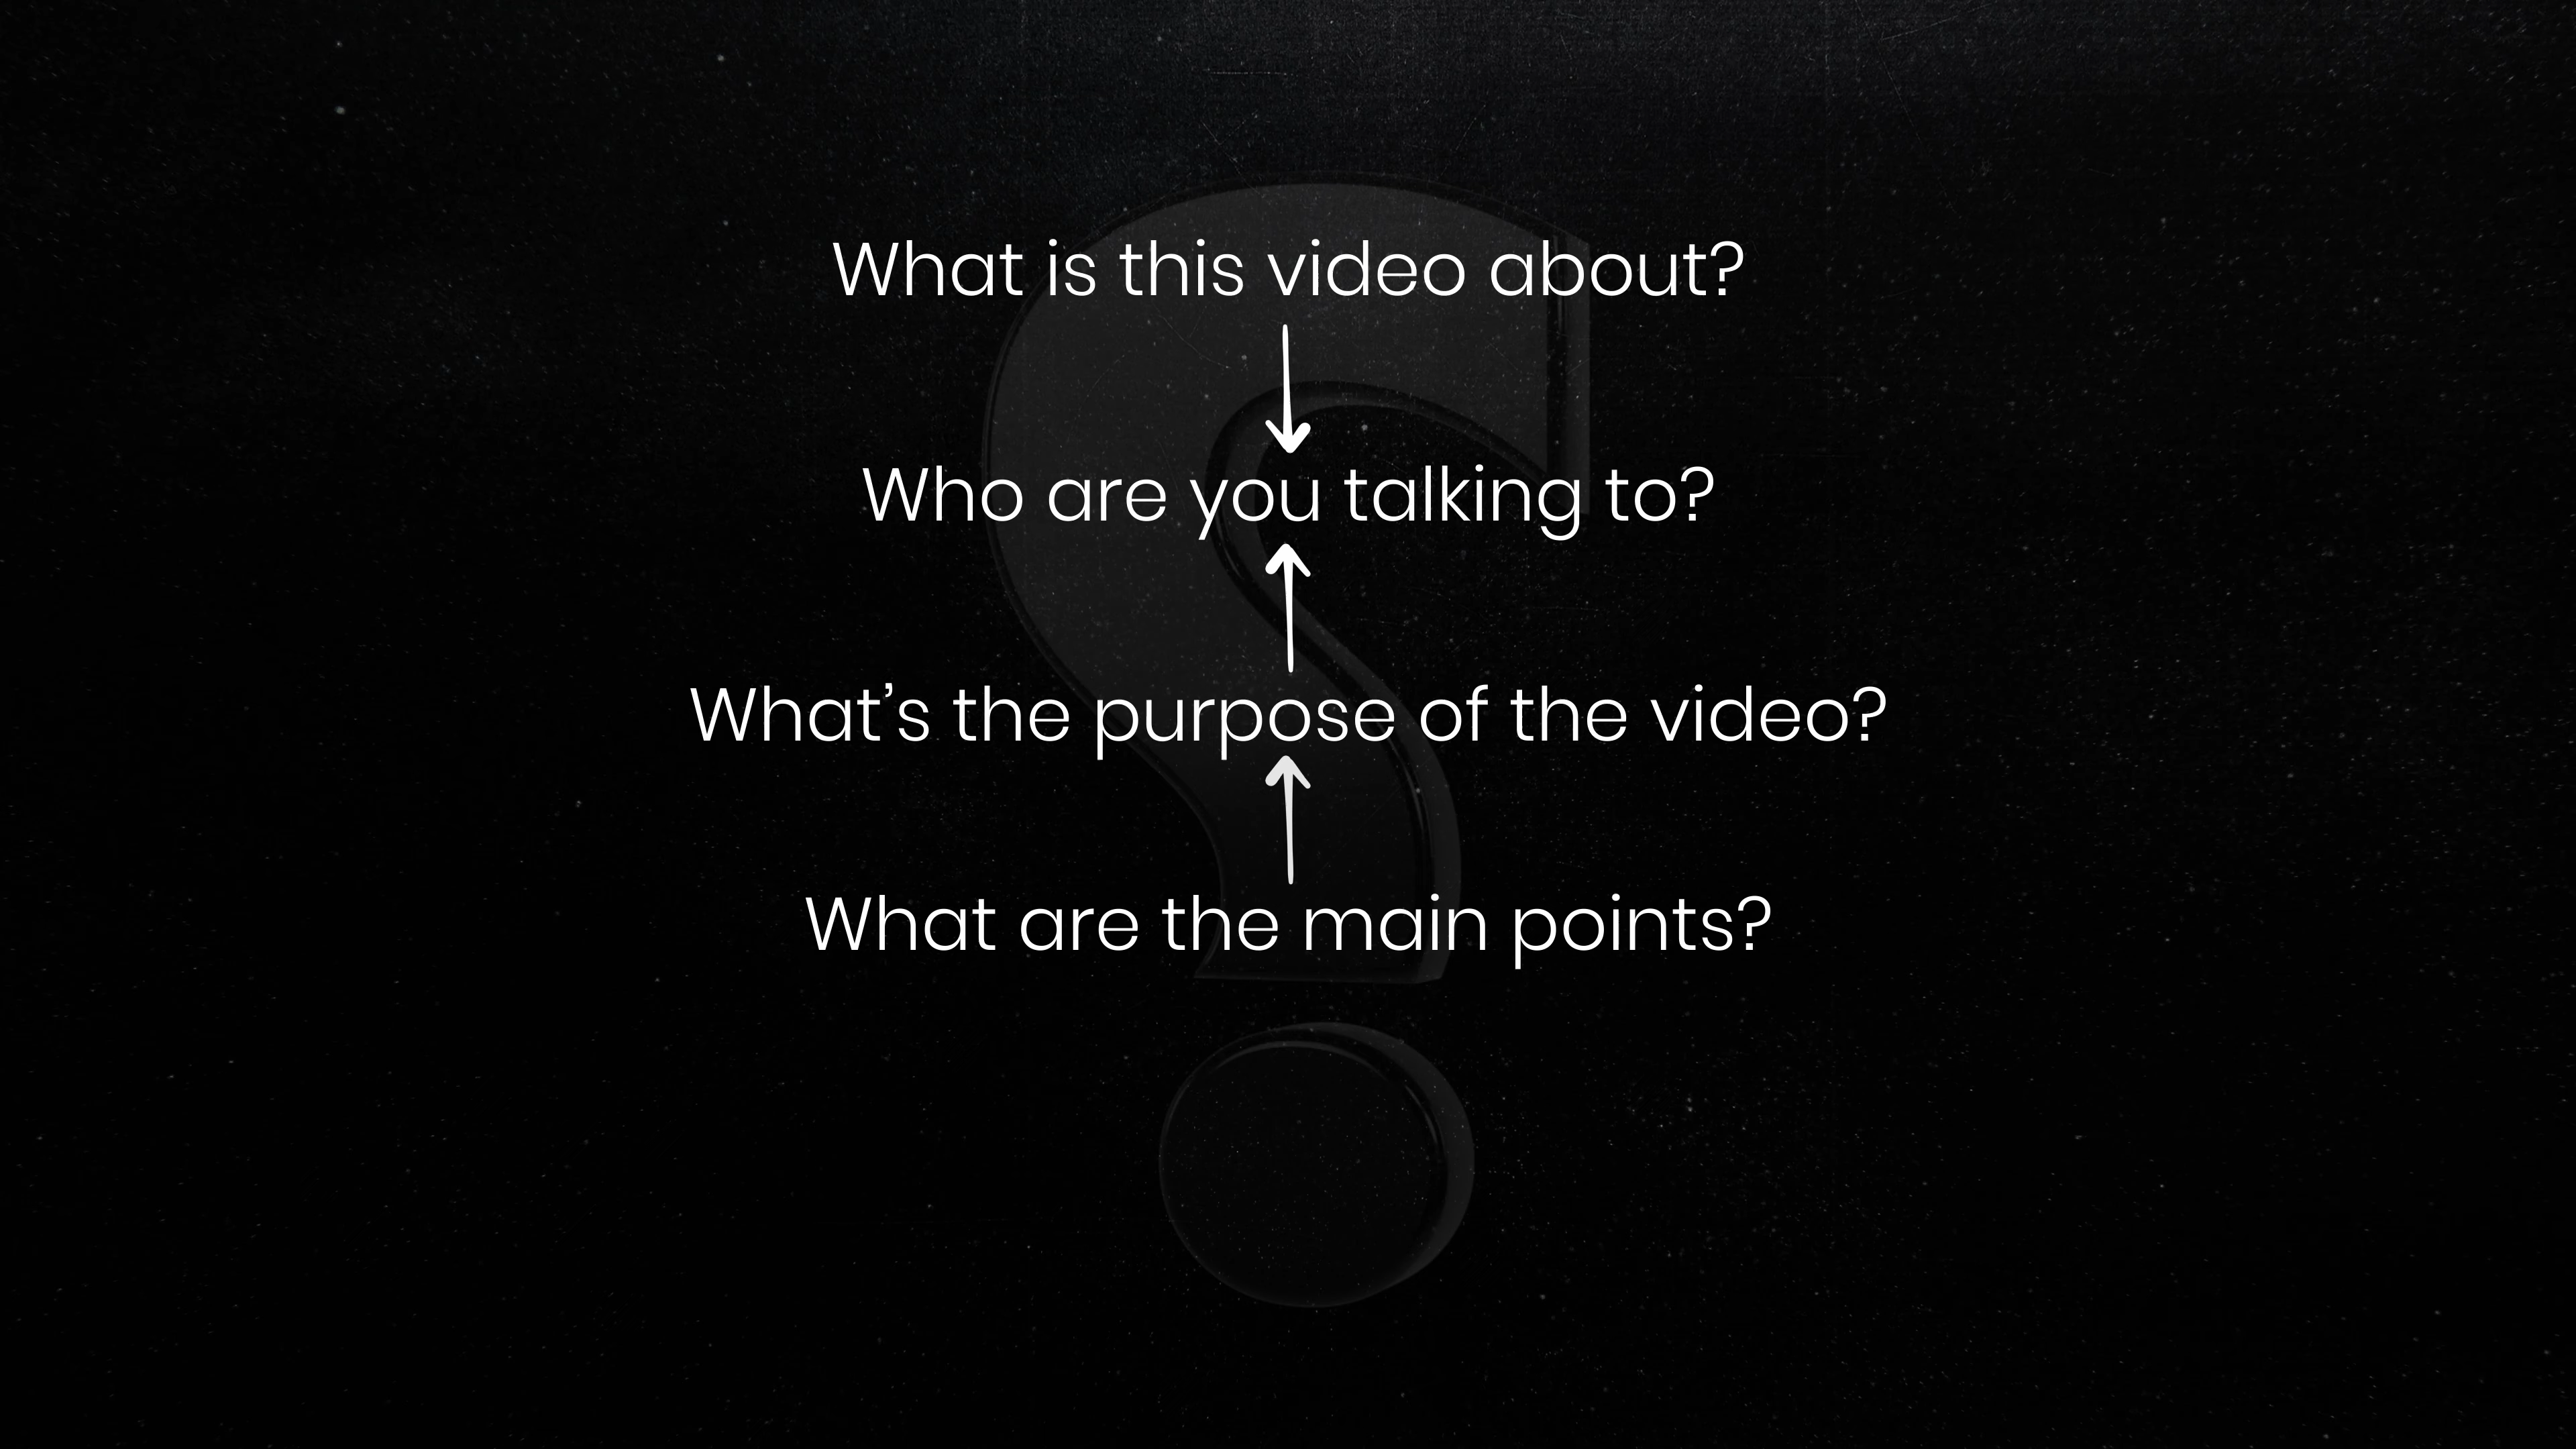 What is this video about?
Who are you talking to?
What’s the purpose of the video?
What are the main points?